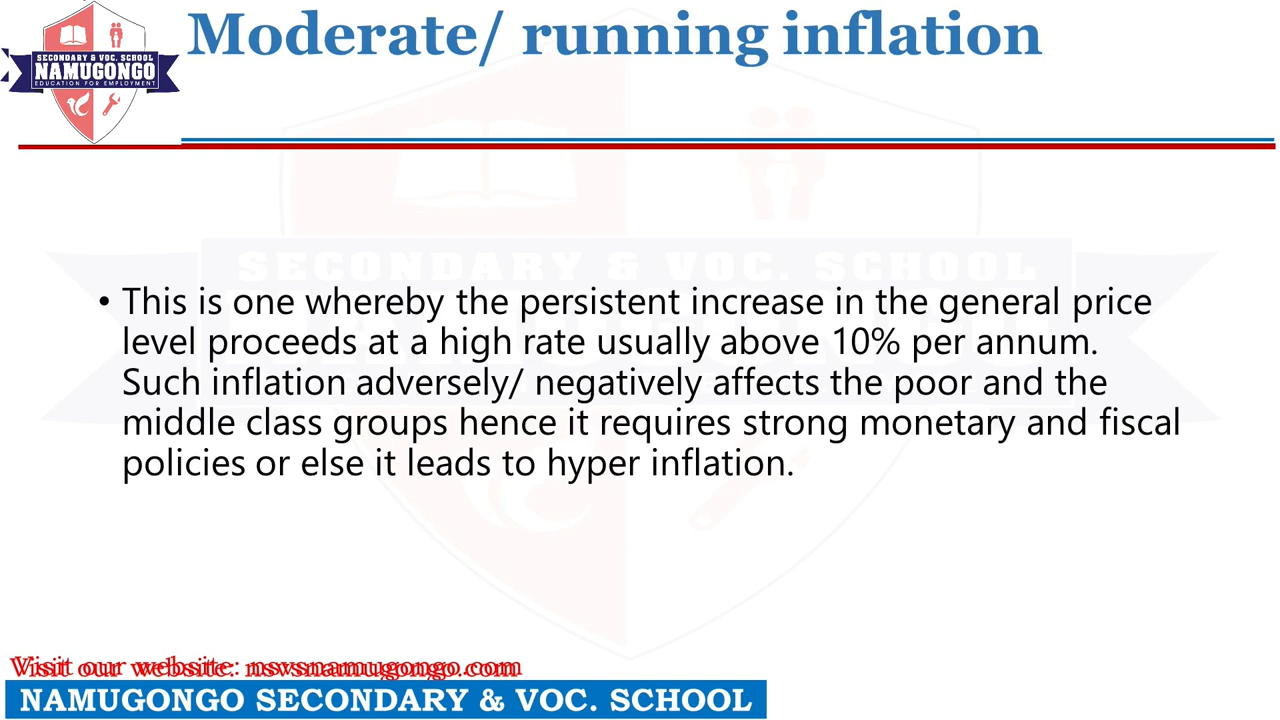 Moderate/ running inflation
SECONDARY & VOC. SCHOOL
NAMUGONGO
EDUCATION FOR EMPLOYMENT
SECONDARY & VOC. SCHOOL
• This is one whereby the persistent increase in the general price
level proceeds at a high rate usually above 10% per annum.
Such inflation adversely/ negatively affects the poor and the
middle class groups hence it requires strong monetary and fiscal
policies or else it leads to hyper inflation.
Visit our website: nsvsnamugongo.com
NAMUGONGO SECONDARY & VOC. SCHOOL